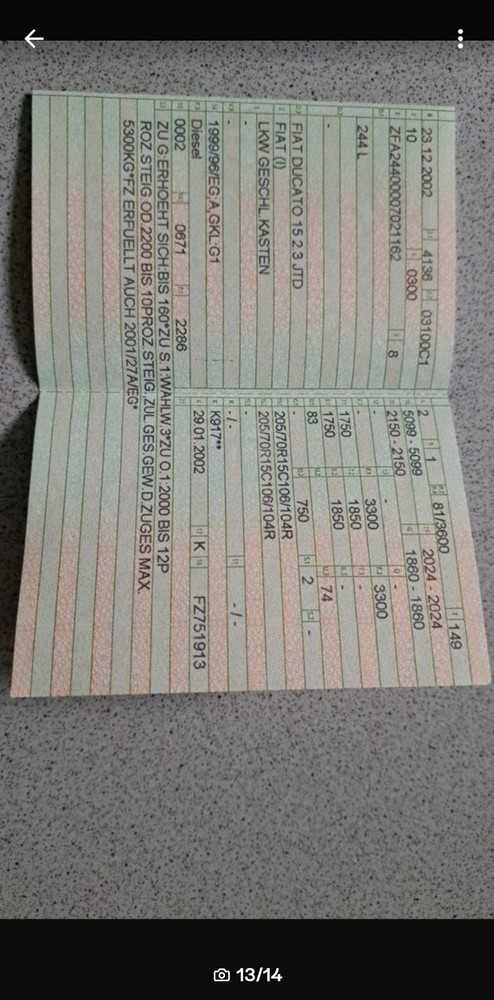 23.12.2002 4136 03100C1
10 0300
ZFA24400007021162 8
244 L
-
FIAT DUCATO 15 2.3 JTD
FIAT (I)
LKW GESCHL.KASTEN
-
-
1999/96/EG;A;GKL:G1
Diesel
0002 0671 2286
2 1 81/3600 149
5099 - 5099 2024 - 2024
2150 - 2150 1860 - 1860
- - -
- 3300 3300
1750 1850 -
1750 1850 -
- - 74
83 750 2 -
205/70R15C106/104R
205/70R15C106/104R
-
- / - - / -
K917**
29.01.2002 K FZ751913
ZU G:ERHOEHT SICH:BIS 160*ZU S.1:WAHLW.3*ZU O.1:2000 BIS 12P
ROZ STEIG.OD 2200 BIS 10PROZ STEIG.,ZUL.GES.GEW.D.ZUGES MAX.
5300KG*FZ ERFUELLT AUCH 2001/27A/EG*
13/14